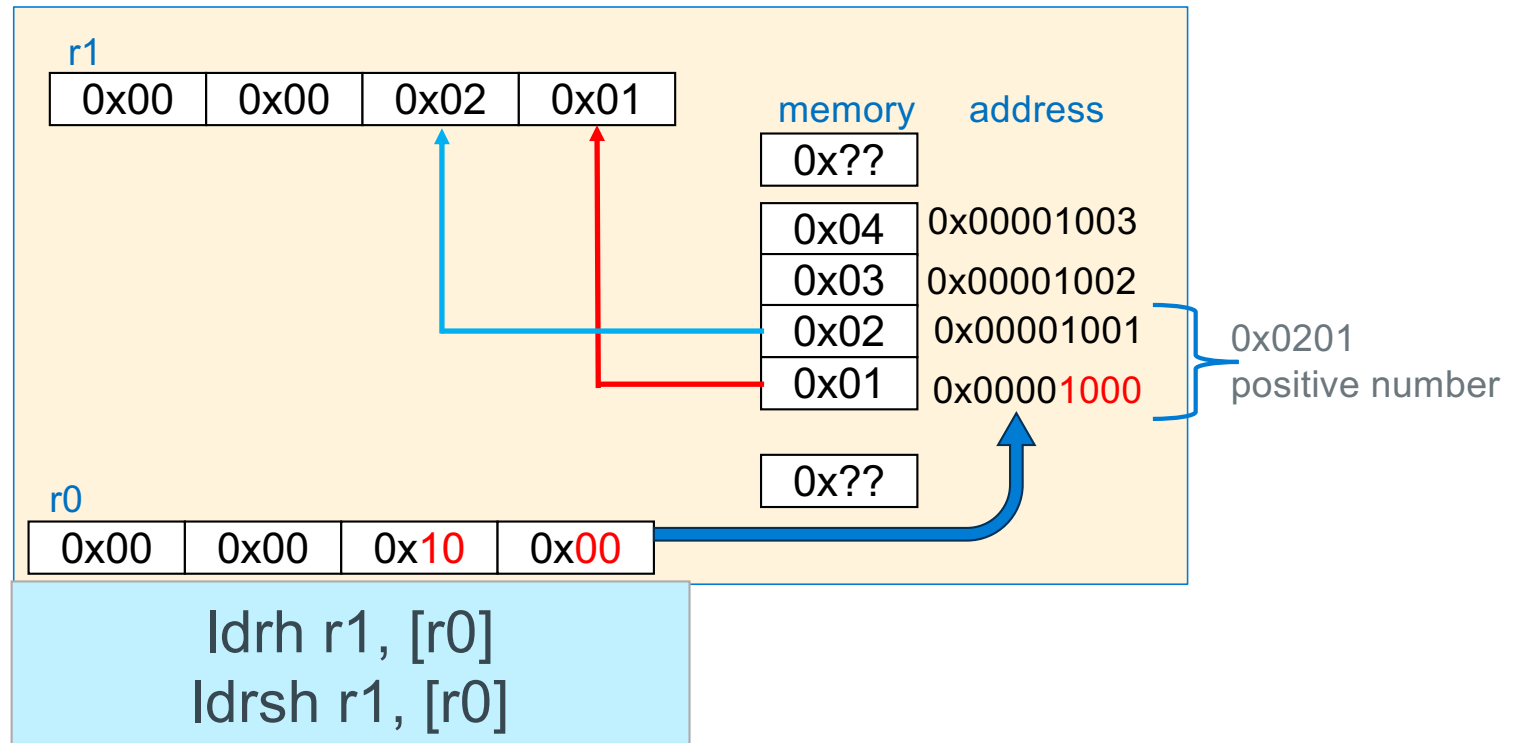 r1
0x00 0x00 0x02 0x01
memory address
0x??
0x04 0x00001003
0x03 0x00001002
0x02 0x00001001
0x01 0x00001000
0x0201
positive number
0x??
r0
0x00 0x00 0x10 0x00
ldrh r1, [r0]
ldrsh r1, [r0]